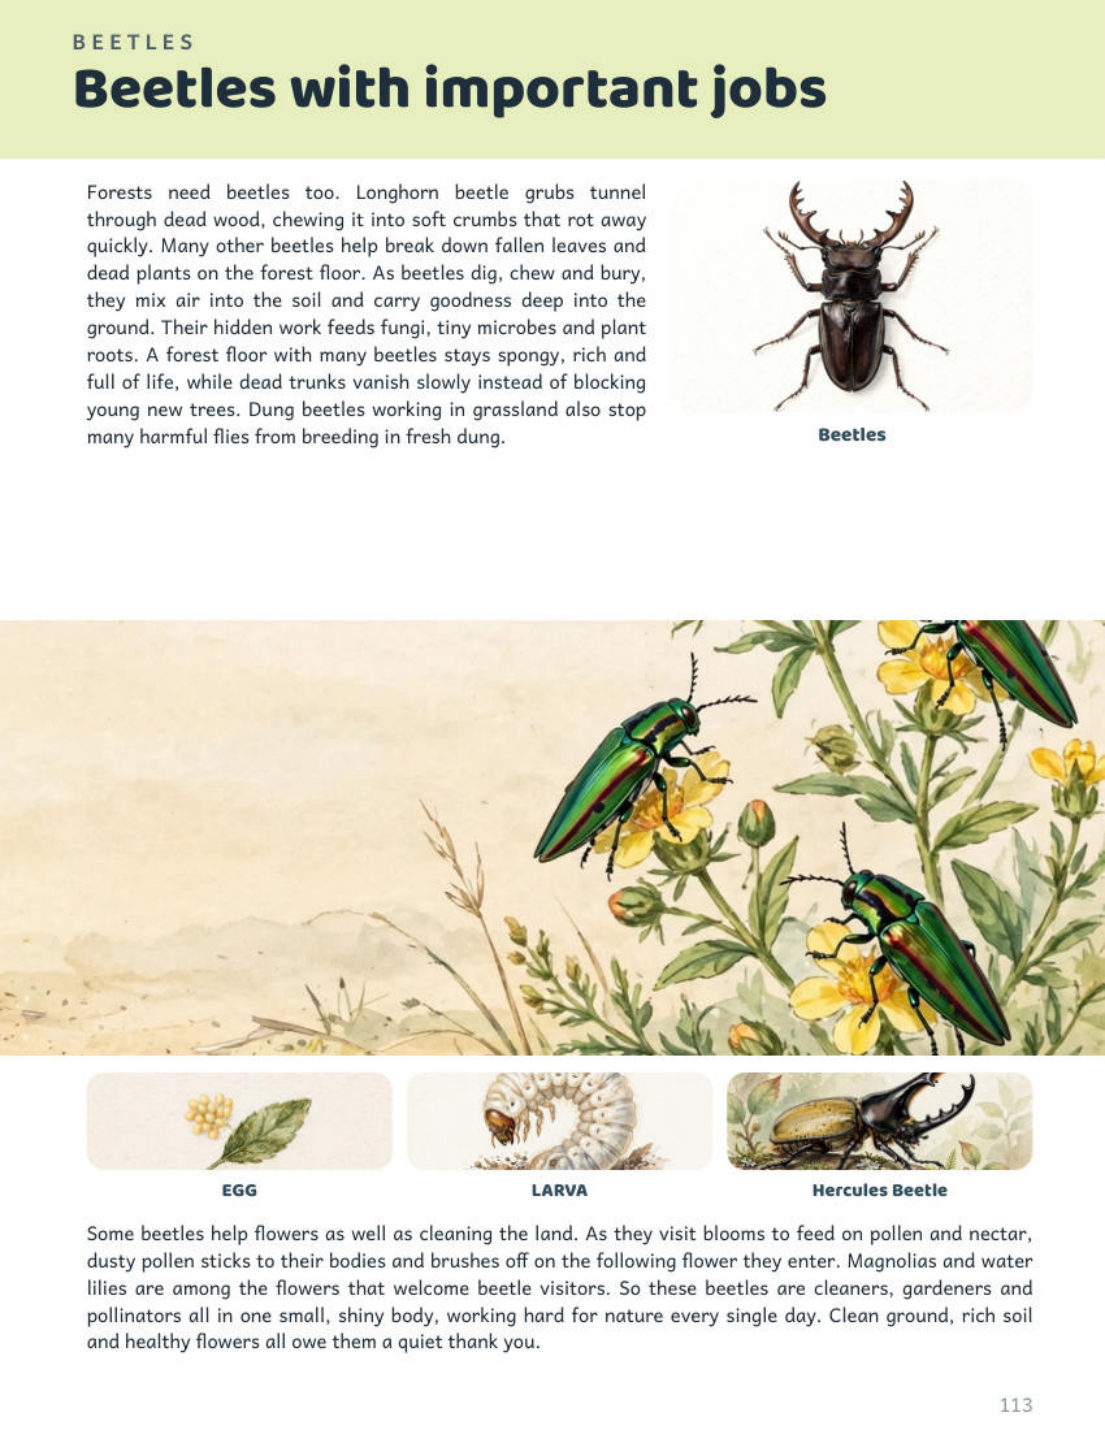 BEETLES
Beetles with important jobs
Forests need beetles too. Longhorn beetle grubs tunnel
through dead wood, chewing it into soft crumbs that rot away
quickly. Many other beetles help break down fallen leaves and
dead plants on the forest floor. As beetles dig, chew and bury,
they mix air into the soil and carry goodness deep into the
ground. Their hidden work feeds fungi, tiny microbes and plant
roots. A forest floor with many beetles stays spongy, rich and
full of life, while dead trunks vanish slowly instead of blocking
young new trees. Dung beetles working in grassland also stop
many harmful flies from breeding in fresh dung.
Beetles
EGG
LARVA
Hercules Beetle
Some beetles help flowers as well as cleaning the land. As they visit blooms to feed on pollen and nectar,
dusty pollen sticks to their bodies and brushes off on the following flower they enter. Magnolias and water
lilies are among the flowers that welcome beetle visitors. So these beetles are cleaners, gardeners and
pollinators all in one small, shiny body, working hard for nature every single day. Clean ground, rich soil
and healthy flowers all owe them a quiet thank you.
113